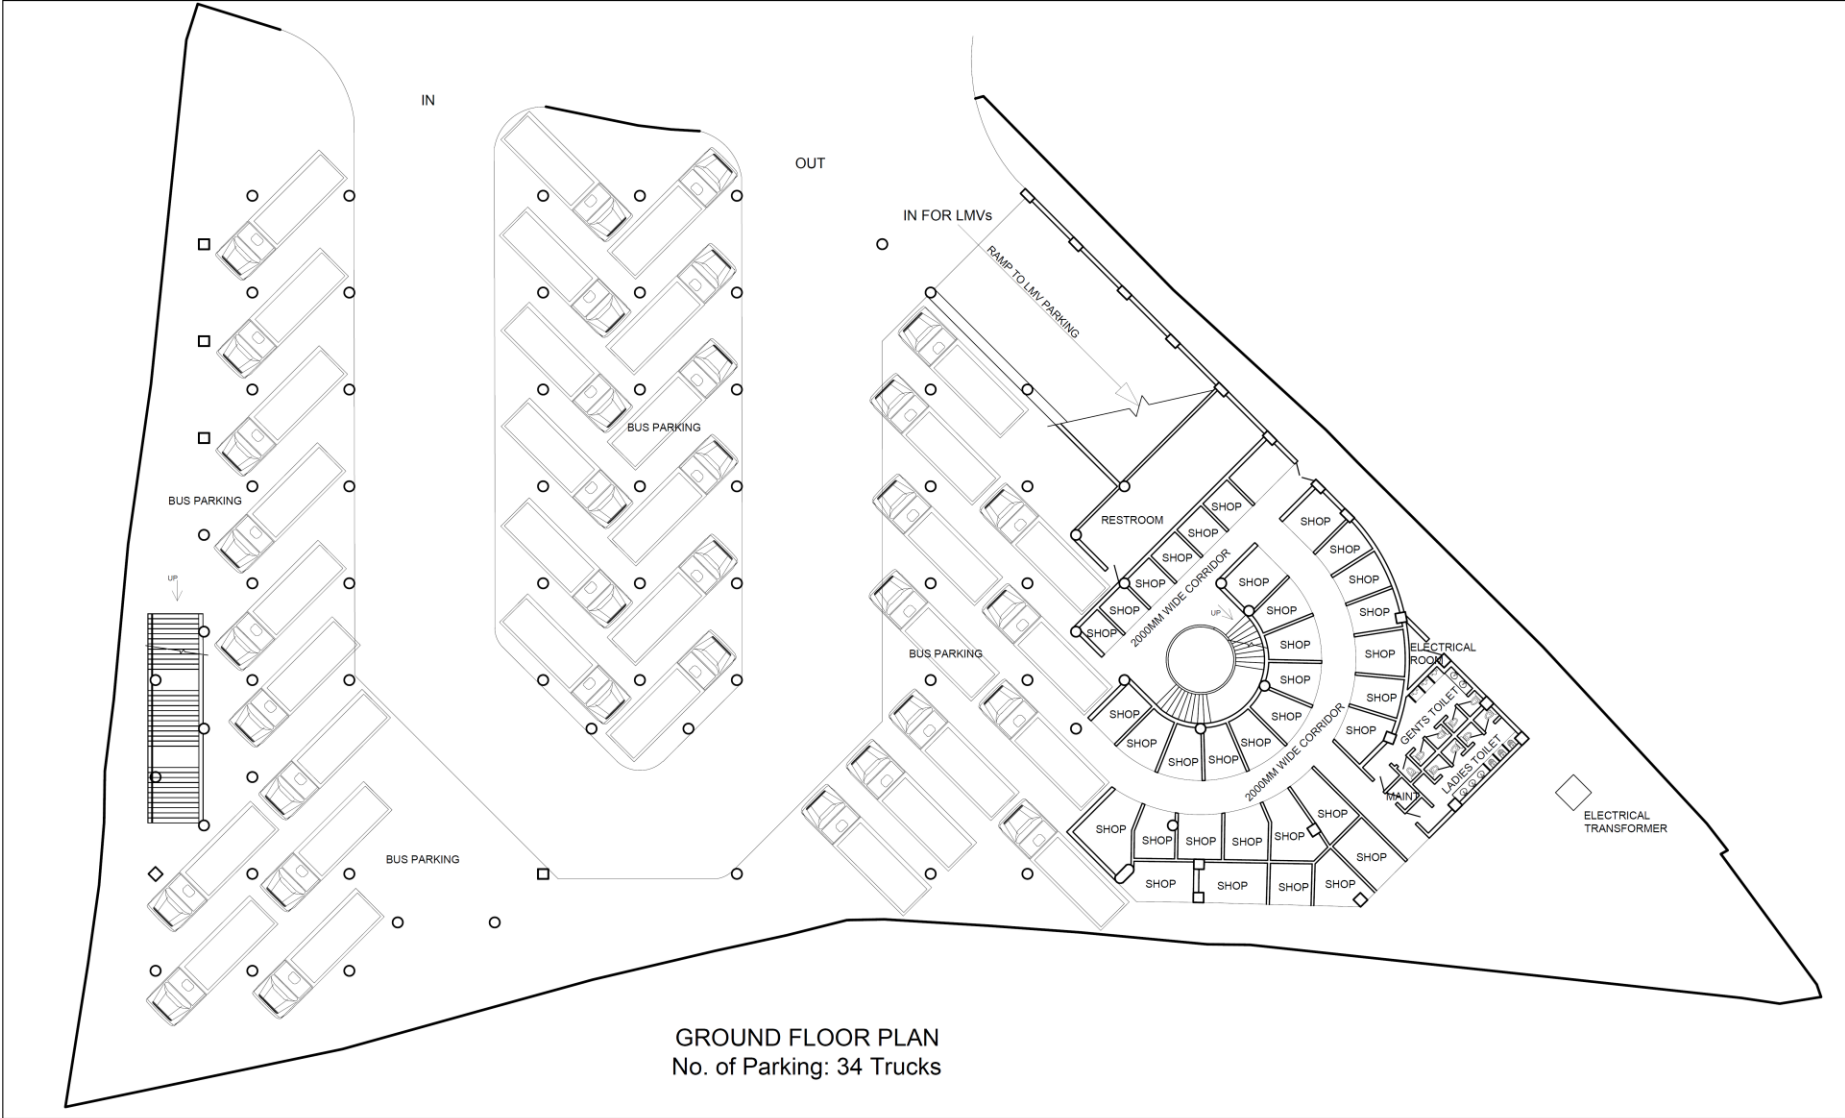 IN
OUT
IN FOR LMVs
RAMP TO LMV PARKING
BUS PARKING
BUS PARKING
SHOP
RESTROOM
SHOP
SHOP
SHOP
SHOP
2000MM WIDE CORRIDOR
SHOP
UP
SHOP
SHOP
SHOP
SHOP
SHOP
UP
SHOP
SHOP
SHOP
SHOP
ELECTRICAL
ROOM
BUS PARKING
SHOP
SHOP
SHOP
SHOP
SHOP
GENTS TOILET
SHOP
SHOP
SHOP
SHOP
SHOP
2000MM WIDE CORRIDOR
LADIES TOILET
MAINT
ELECTRICAL
TRANSFORMER
SHOP
SHOP
SHOP
SHOP
SHOP
SHOP
BUS PARKING
SHOP
SHOP
SHOP
SHOP
SHOP
GROUND FLOOR PLAN
No. of Parking: 34 Trucks